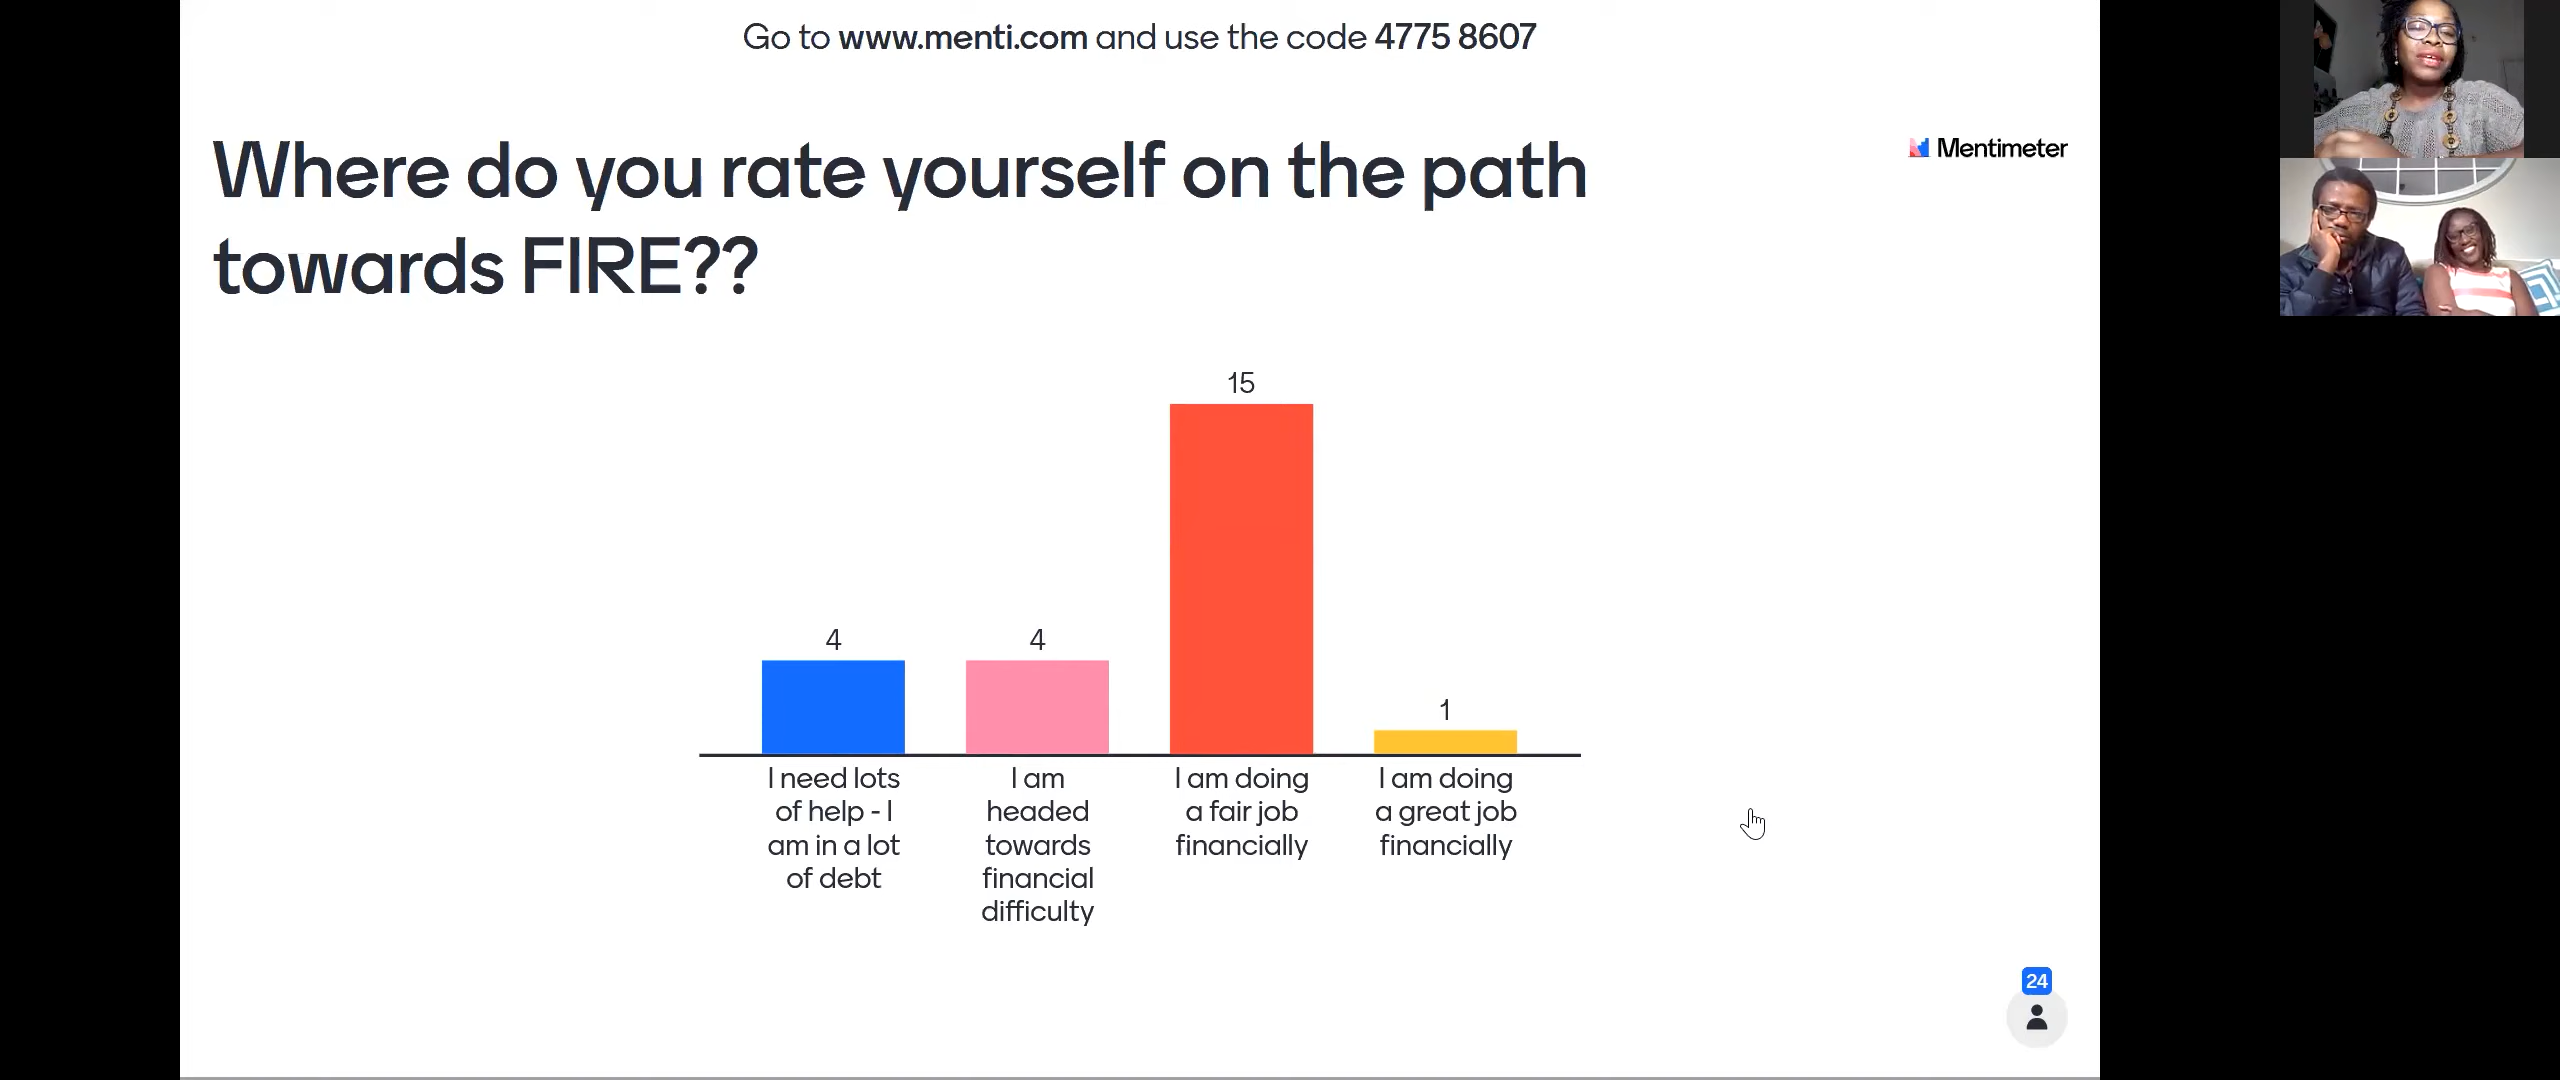 Go to www.menti.com and use the code 4775 8607
Where do you rate yourself on the path
towards FIRE??
Mentimeter
15
4
4
1
I need lots
of help - I
am in a lot
of debt
I am
headed
towards
financial
difficulty
I am doing
a fair job
financially
I am doing
a great job
financially
24